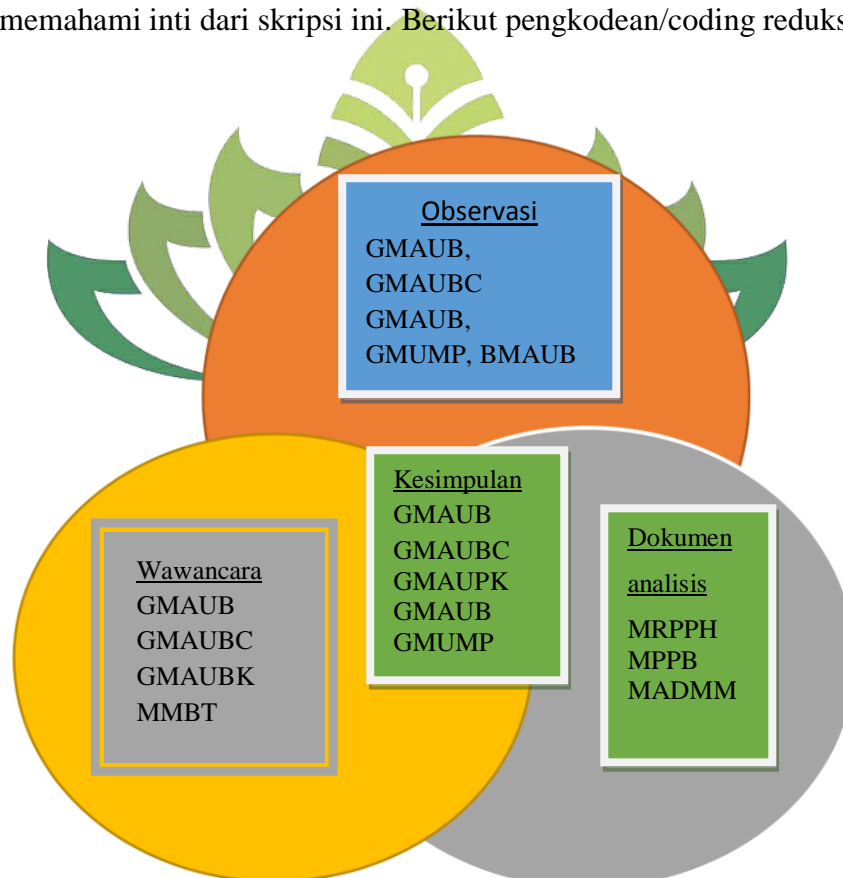 memahami inti dari skripsi ini. Berikut pengkodean/coding reduks
Observasi
GMAUB,
GMAUBC
GMAUB,
GMUMP, BMAUB
Kesimpulan
GMAUB
GMAUBC
GMAUPK
GMAUB
GMUMP
Wawancara
GMAUB
GMAUBC
GMAUBK
MMBT
Dokumen
analisis
MRPPH
MPPB
MADMM